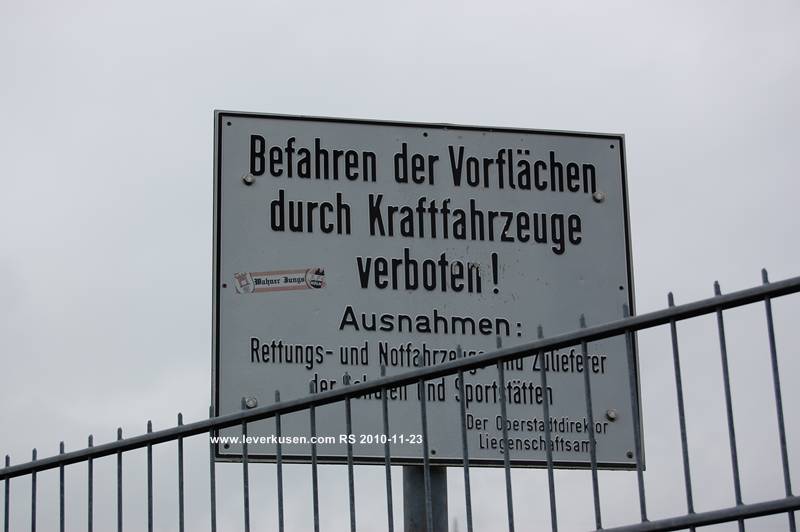 Befahren der Vorflächen
durch Kraftfahrzeuge
verboten!
Wahner Jungs
Ausnahmen:
Rettungs- und Notfahrzeuge und Zulieferer
der Schulen und Sportstätten
Der Oberstadtdirektor
Liegenschaftsamt
www.leverkusen.com RS 2010-11-23